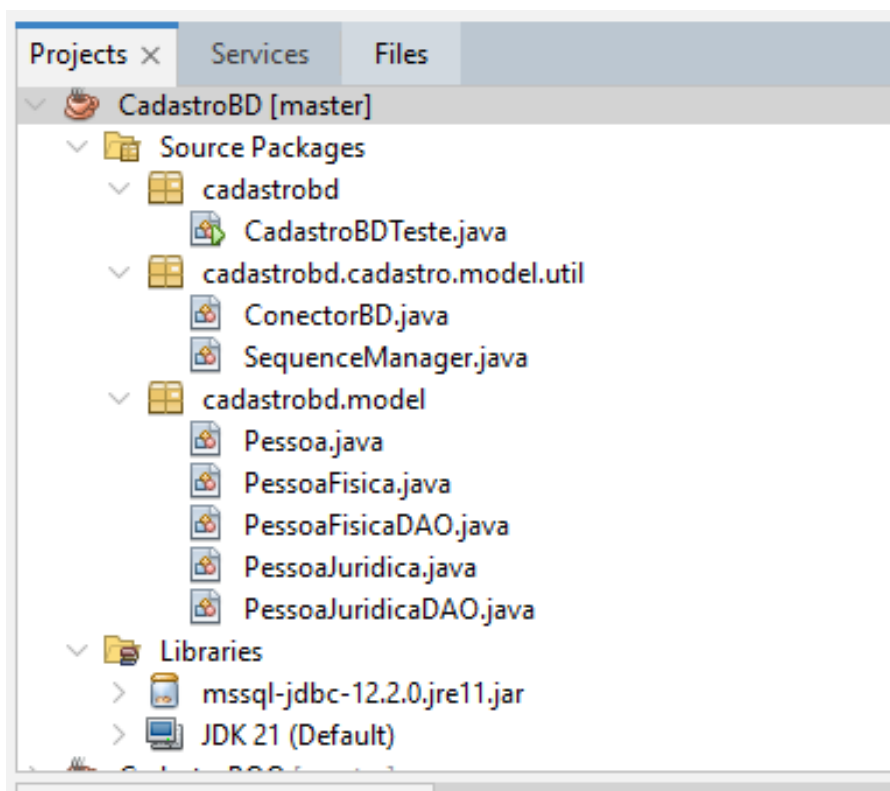 Projects × Services Files
CadastroBD [master]
Source Packages
cadastrobd
CadastroBDTeste.java
cadastrobd.cadastro.model.util
ConectorBD.java
SequenceManager.java
cadastrobd.model
Pessoa.java
PessoaFisica.java
PessoaFisicaDAO.java
PessoaJuridica.java
PessoaJuridicaDAO.java
Libraries
mssql-jdbc-12.2.0.jre11.jar
JDK 21 (Default)